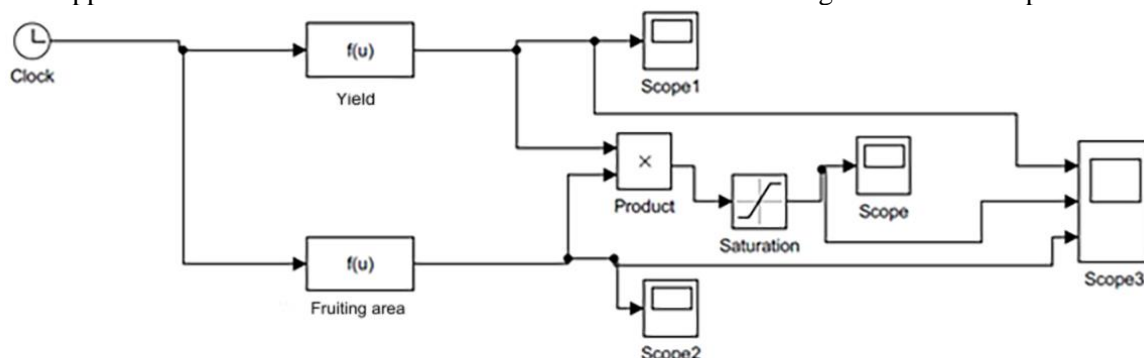 Clock
f(u)
Yield
Scope1
×
Product
Saturation
Scope
Scope3
f(u)
Fruiting area
Scope2